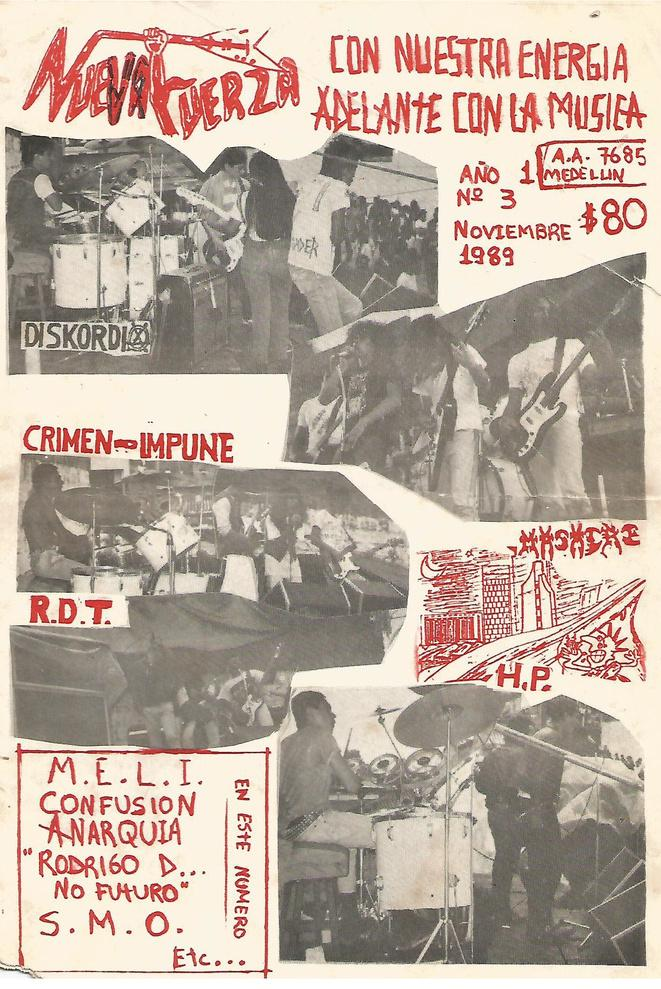 NUEVA FUERZA
CON NUESTRA ENERGIA
ADELANTE CON LA MUSICA
AÑO 1
Nº 3
A.A. 7685
MEDELLIN
NOVIEMBRE
1989
$80
DISKORDIA
CRIMEN-IMPUNE
MASACRE
R.D.T.
H.P.
M.E.L.I.
CONFUSION
ANARQUIA
"RODRIGO D...
NO FUTURO"
S.M.O.
Etc...
EN ESTE NUMERO